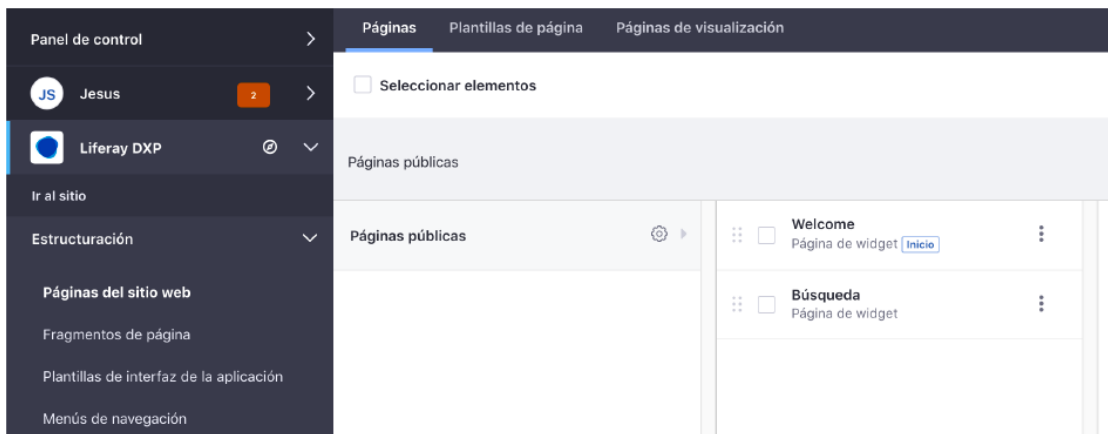 Panel de control
JS Jesus 2
Liferay DXP
Ir al sitio
Estructuración
Páginas del sitio web
Fragmentos de página
Plantillas de interfaz de la aplicación
Menús de navegación
Páginas Plantillas de página Páginas de visualización
Seleccionar elementos
Páginas públicas
Páginas públicas
Welcome
Página de widget Inicio
Búsqueda
Página de widget